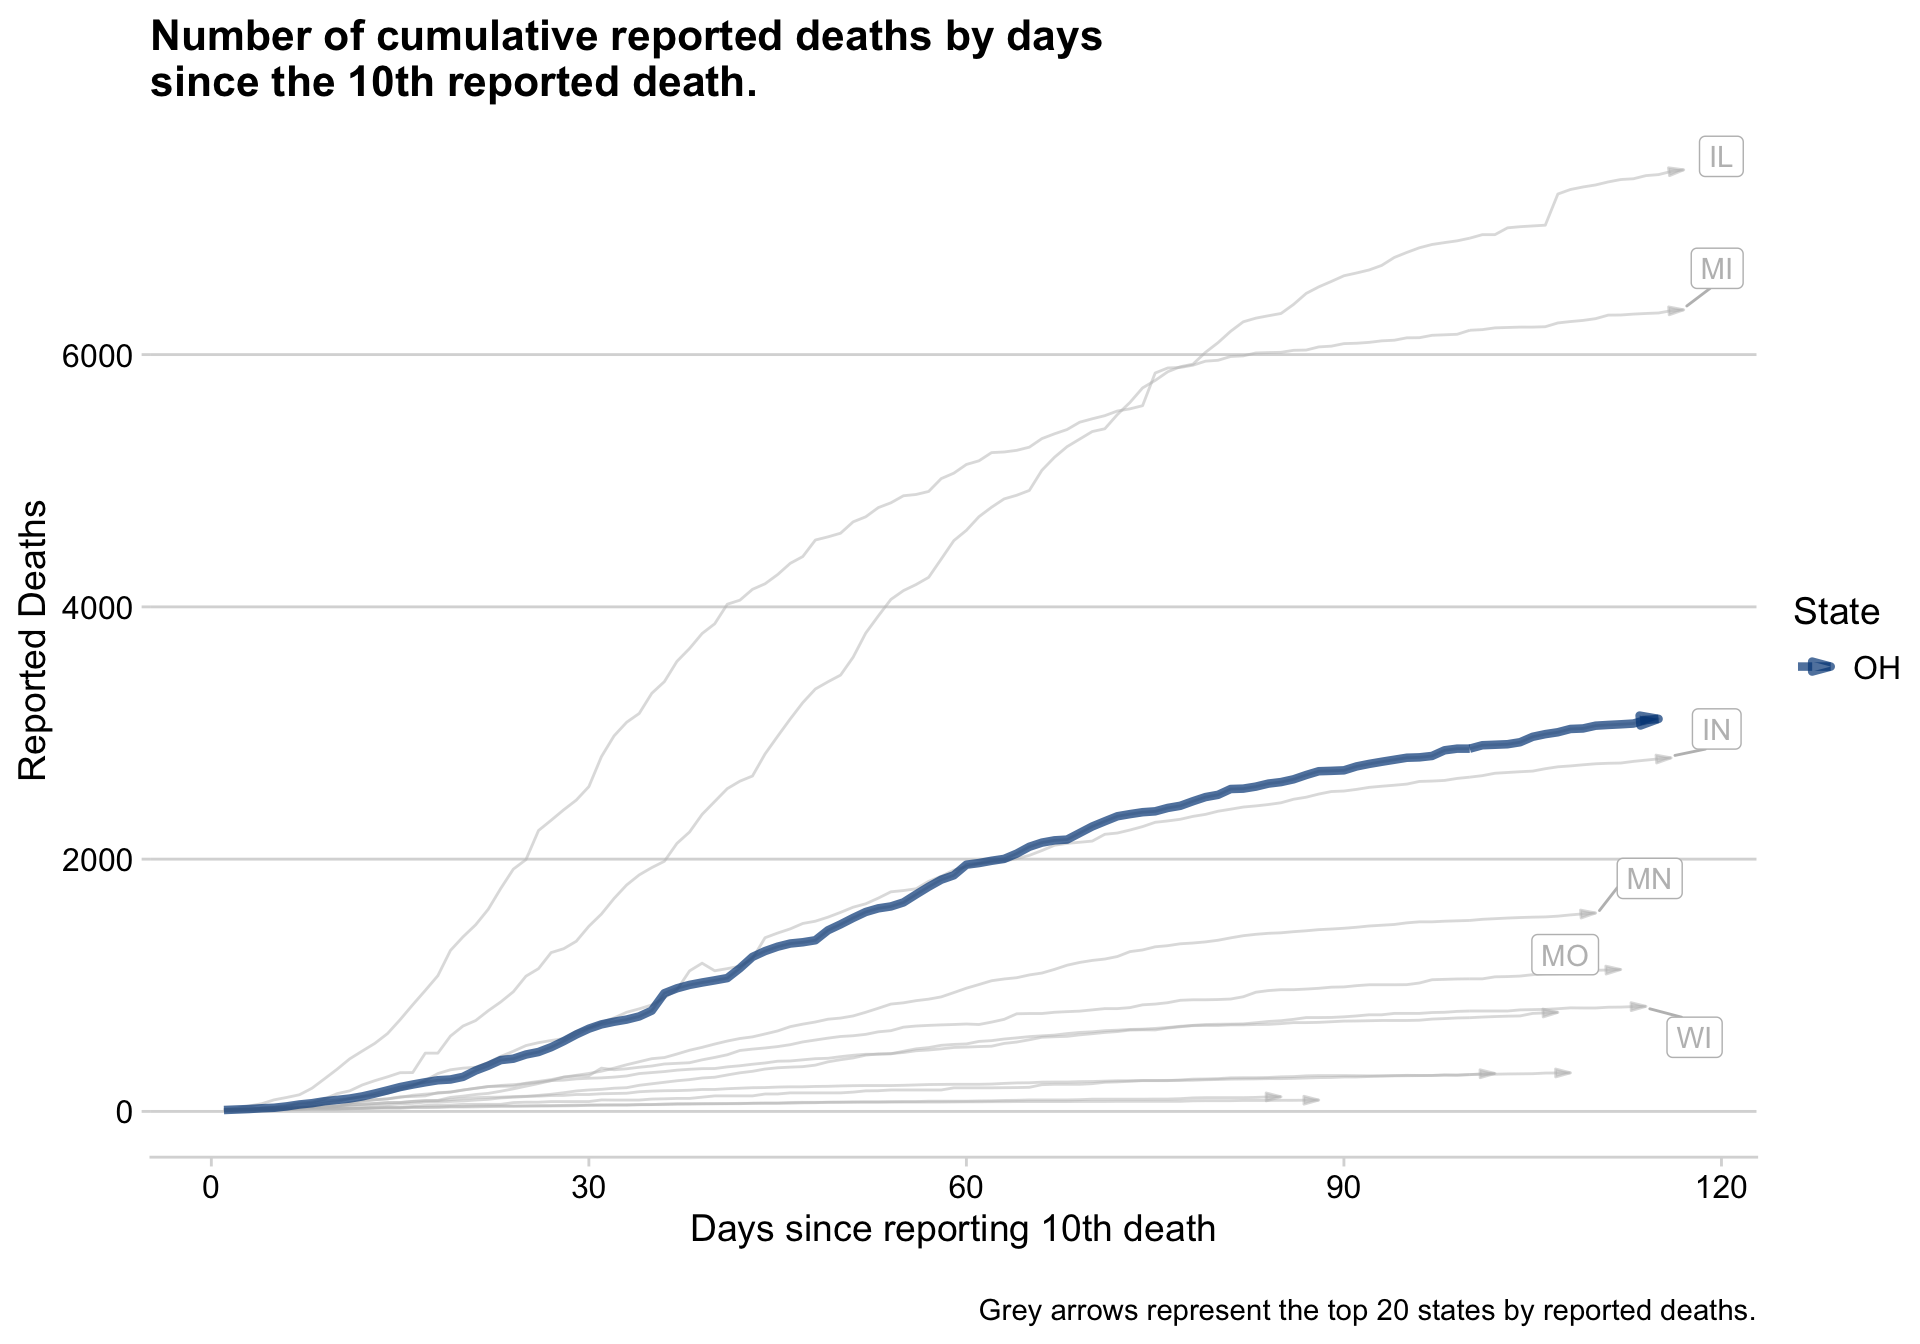 Number of cumulative reported deaths by days
since the 10th reported death.
IL
MI
6000
Reported Deaths
4000
State
OH
IN
2000
MN
MO
WI
0
0 30 60 90 120
Days since reporting 10th death
Grey arrows represent the top 20 states by reported deaths.